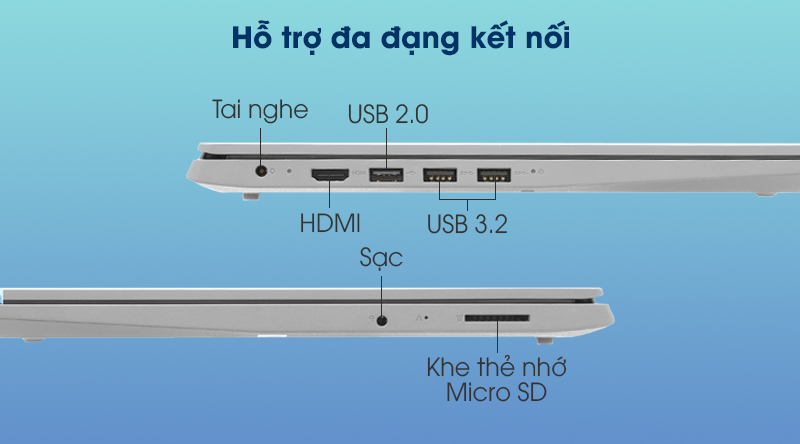 Hỗ trợ đa đạng kết nối
Tai nghe
USB 2.0
HDMI
USB 3.2
Sạc
Khe thẻ nhớ
Micro SD